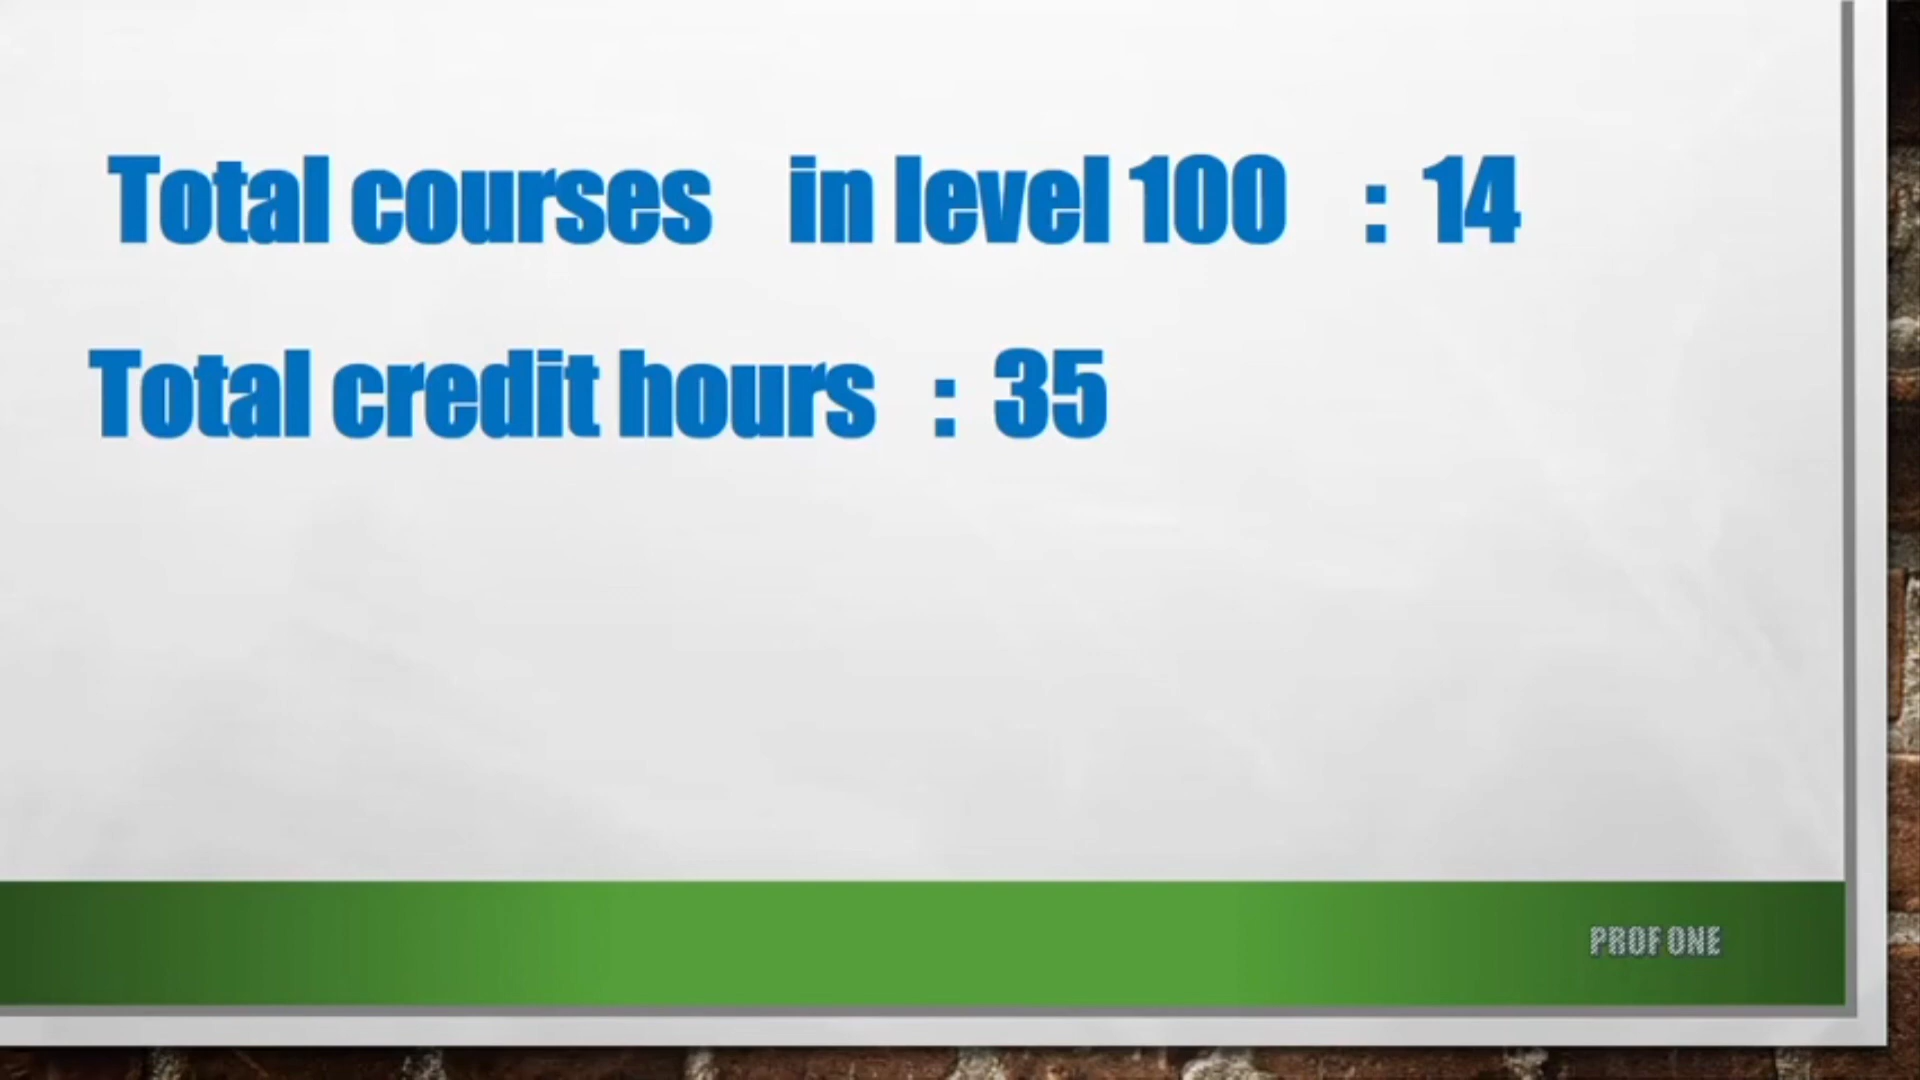 Total courses in level 100 : 14
Total credit hours : 35
PROF ONE